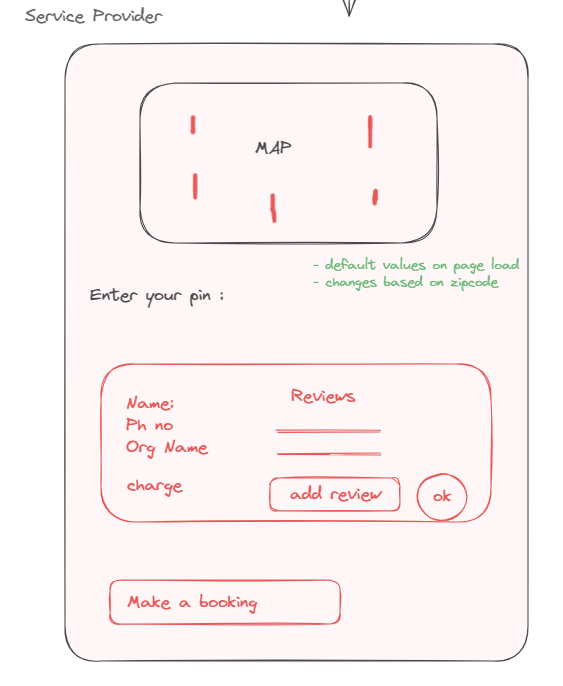 Service Provider
MAP
- default values on page load
- changes based on zipcode
Enter your pin :
Name:
Ph no
Org Name
charge
Reviews
add review
ok
Make a booking